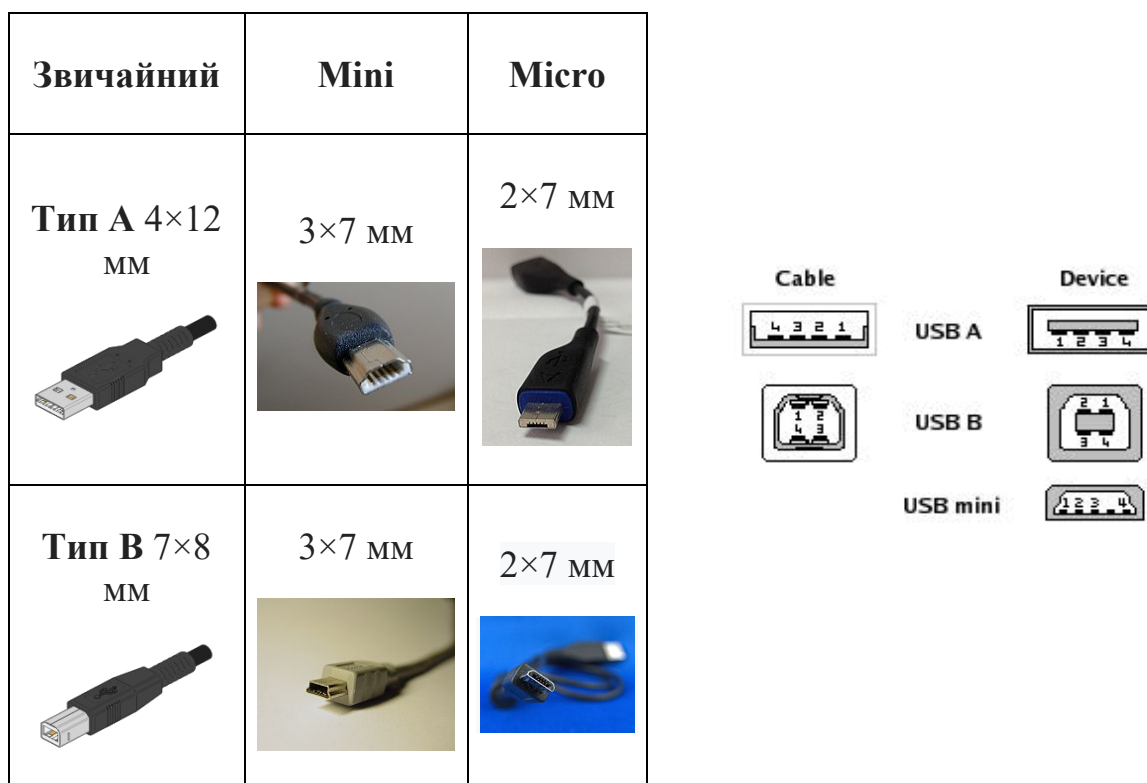 Звичайний
Mini
Micro
Тип A 4×12
мм
3×7 мм
2×7 мм
Тип B 7×8
мм
3×7 мм
2×7 мм
Cable
Device
4 3 2 1
USB A
1 2 3 4
1 2
4 3
USB B
2 1
3 4
USB mini
1 2 3 4